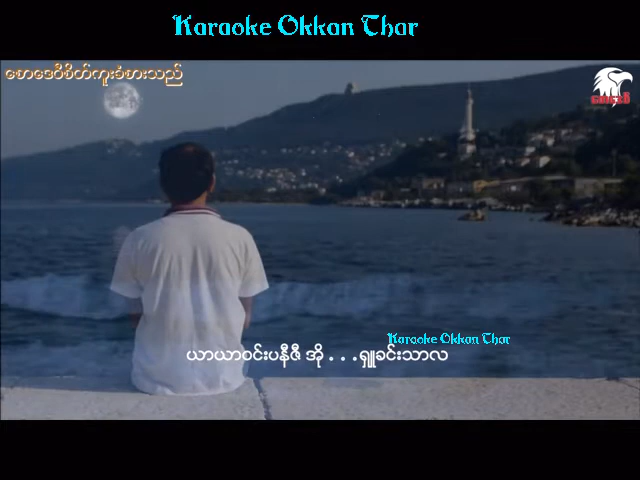 Karaoke Okkan Thar
စောဒေဝီစိတ်ကူးခံစားသည်
Karaoke Okkan Thar
ယာယာဝင်းပနီဇီ အို . . .ရှူခင်းသာလ